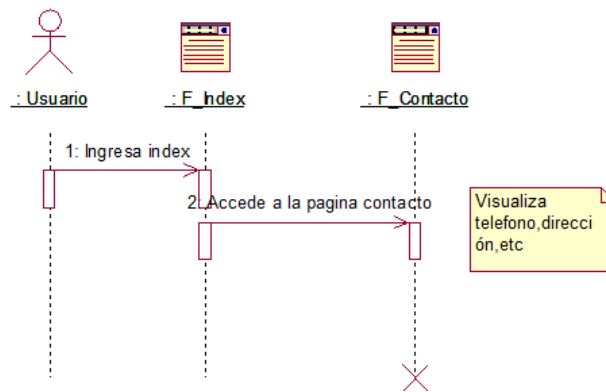 : Usuario
: F_Index
: F_Contacto
1: Ingresa index
2: Accede a la pagina contacto
Visualiza
telefono,direcci
ón,etc